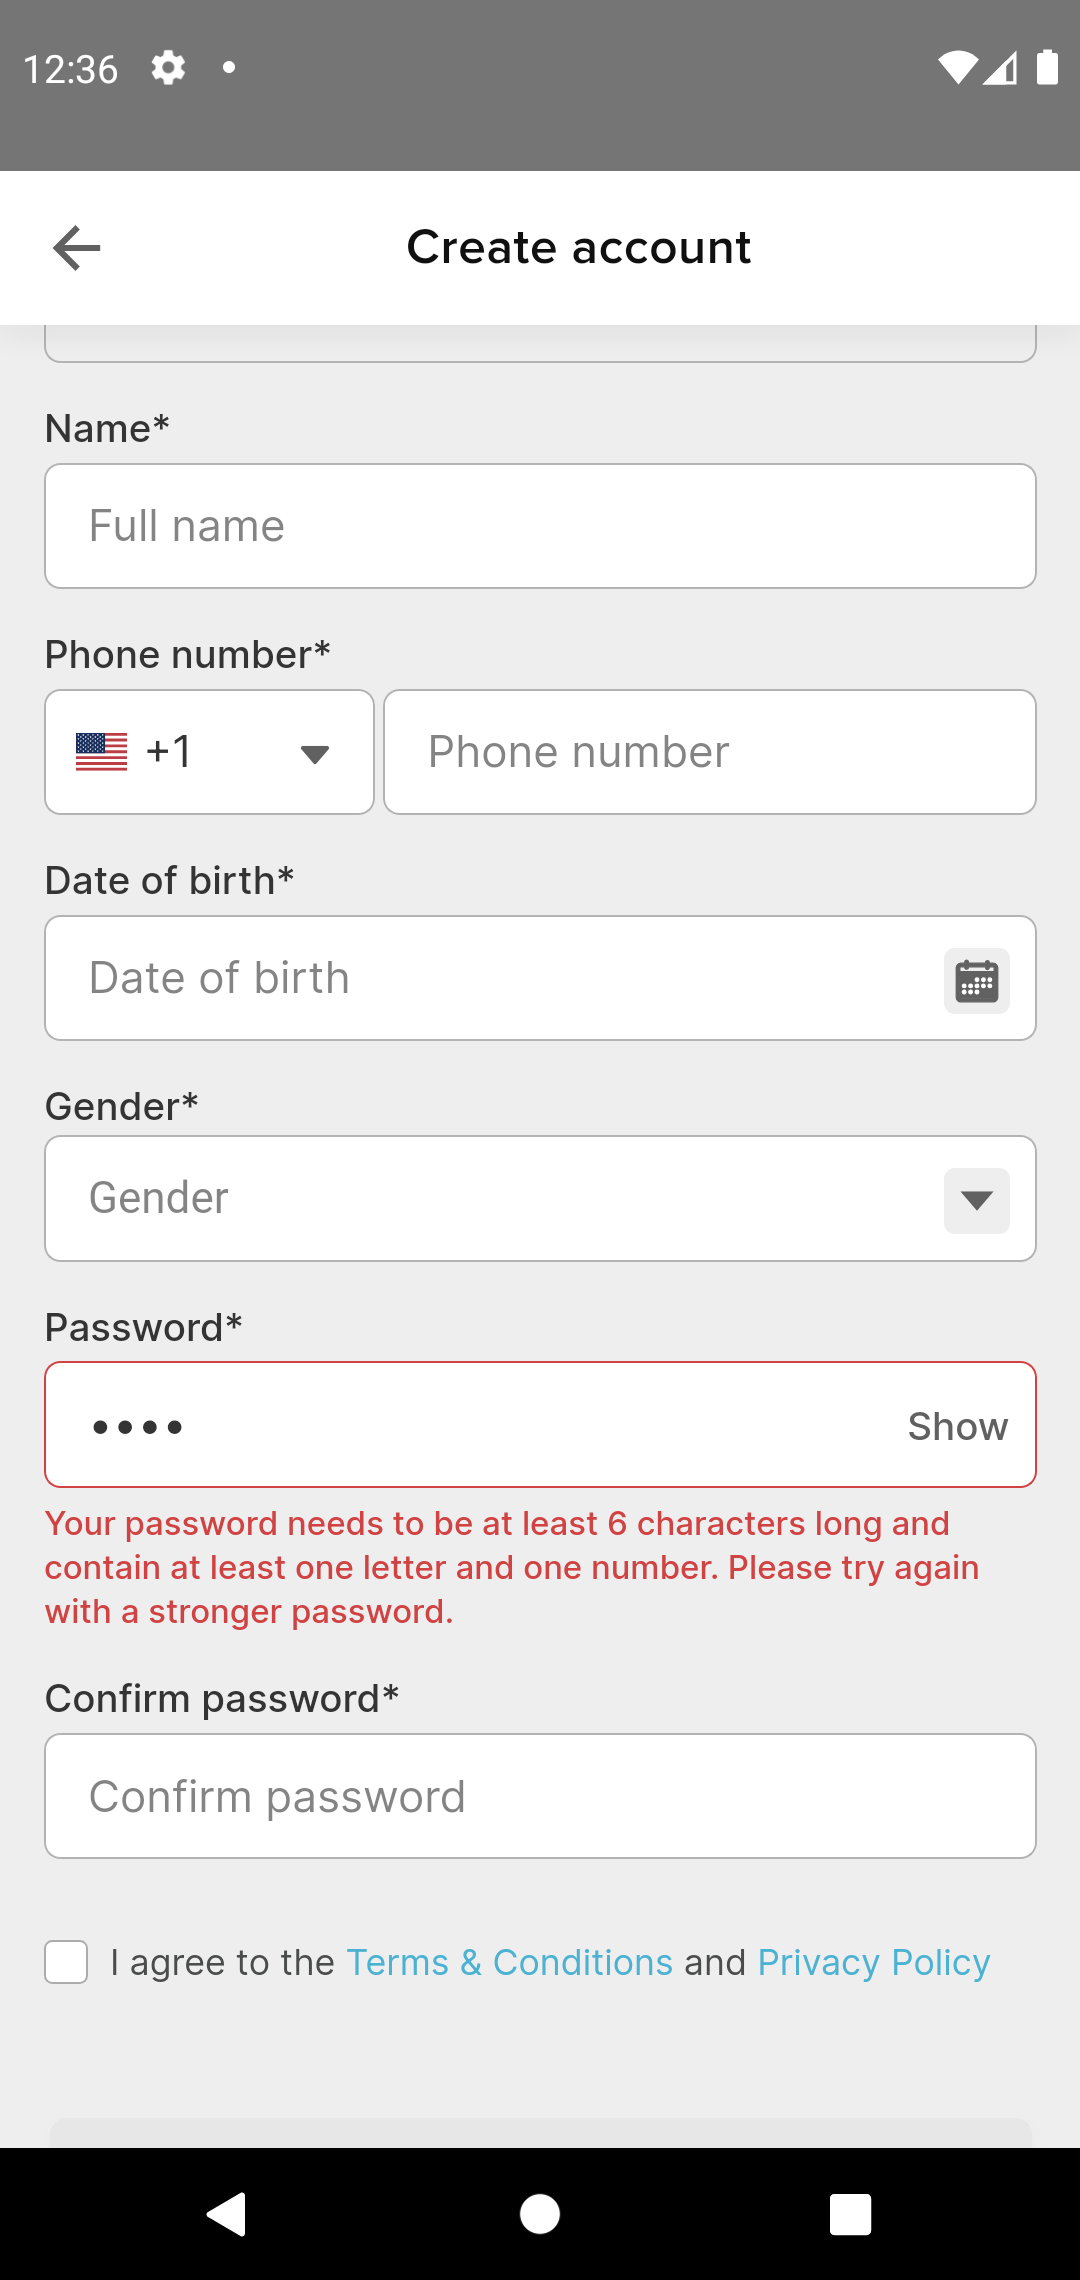 12:36
Create account
Name*
Full name
Phone number*
+1
Phone number
Date of birth*
Date of birth
Gender*
Gender
Password*
••••
Show
Your password needs to be at least 6 characters long and
contain at least one letter and one number. Please try again
with a stronger password.
Confirm password*
Confirm password
I agree to the Terms & Conditions and Privacy Policy